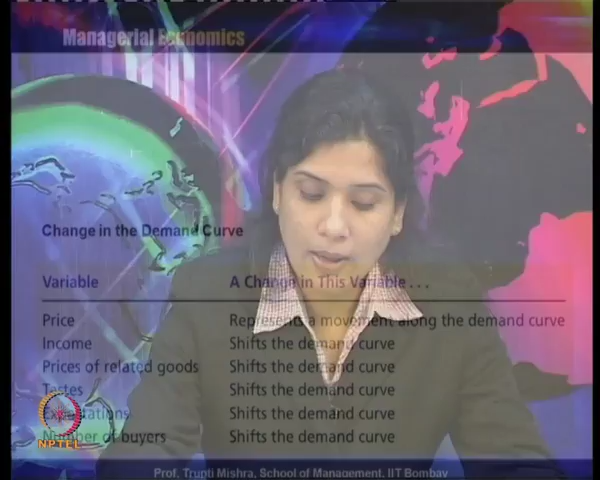 Managerial Economics
Change in the Demand Curve
Variable A Change in This Variable . . .
Price Represents a movement along the demand curve
Income Shifts the demand curve
Prices of related goods Shifts the demand curve
Tastes Shifts the demand curve
Expectations Shifts the demand curve
Number of buyers Shifts the demand curve
NPTEL
Prof. Trupti Mishra, School of Management, IIT Bombay